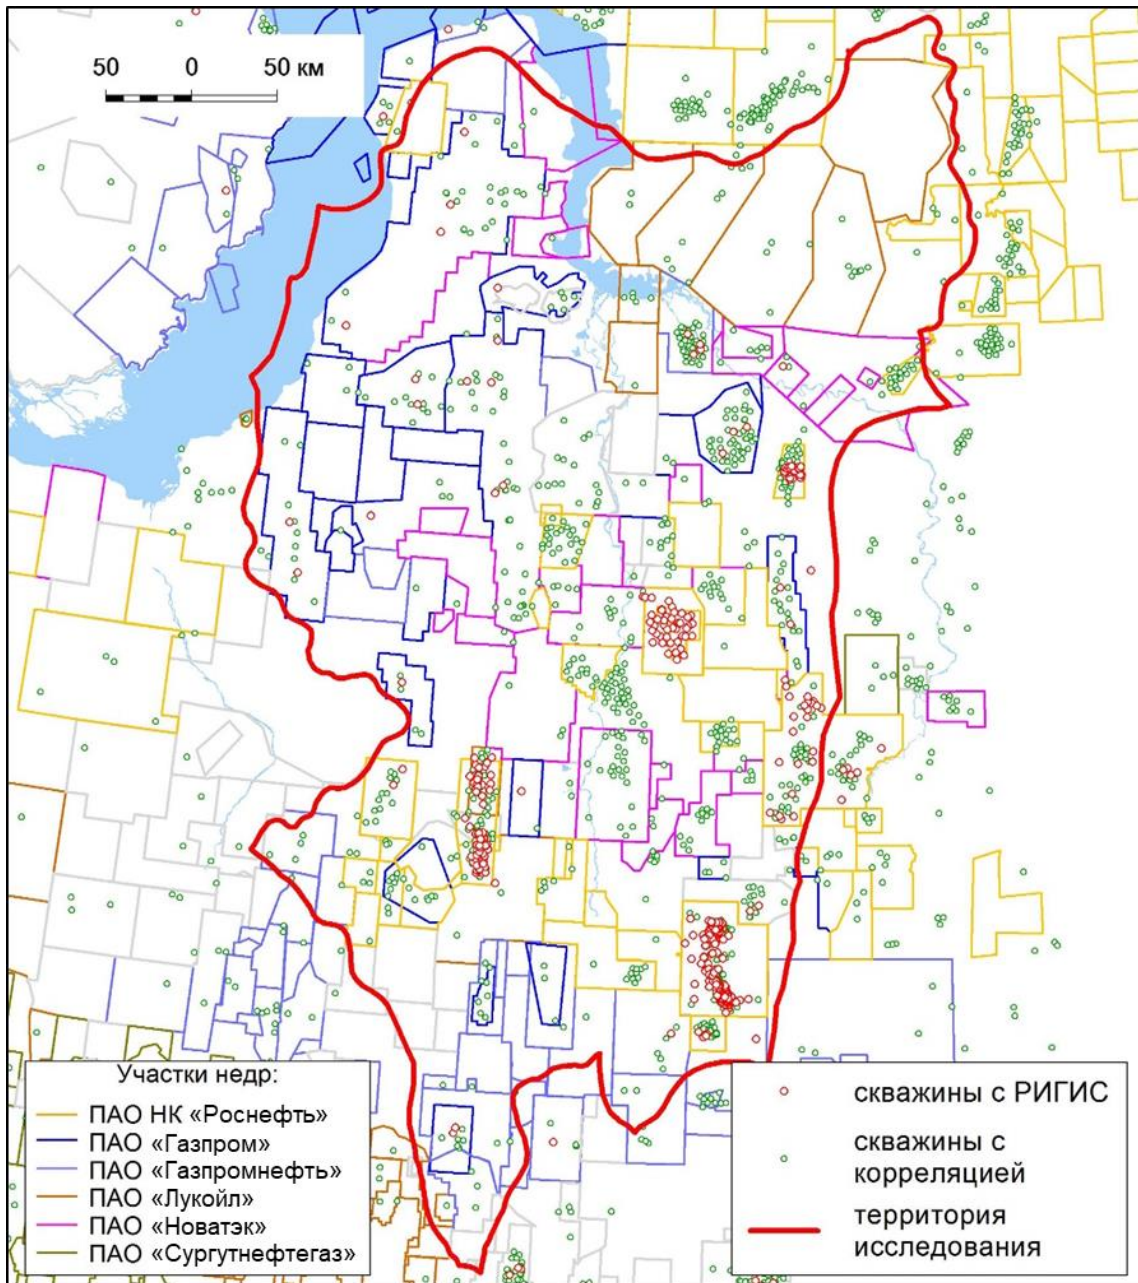 50 0 50 км
Участки недр:
ПАО НК «Роснефть»
ПАО «Газпром»
ПАО «Газпромнефть»
ПАО «Лукойл»
ПАО «Новатэк»
ПАО «Сургутнефтегаз»
скважины с РИГИС
скважины с
корреляцией
территория
исследования